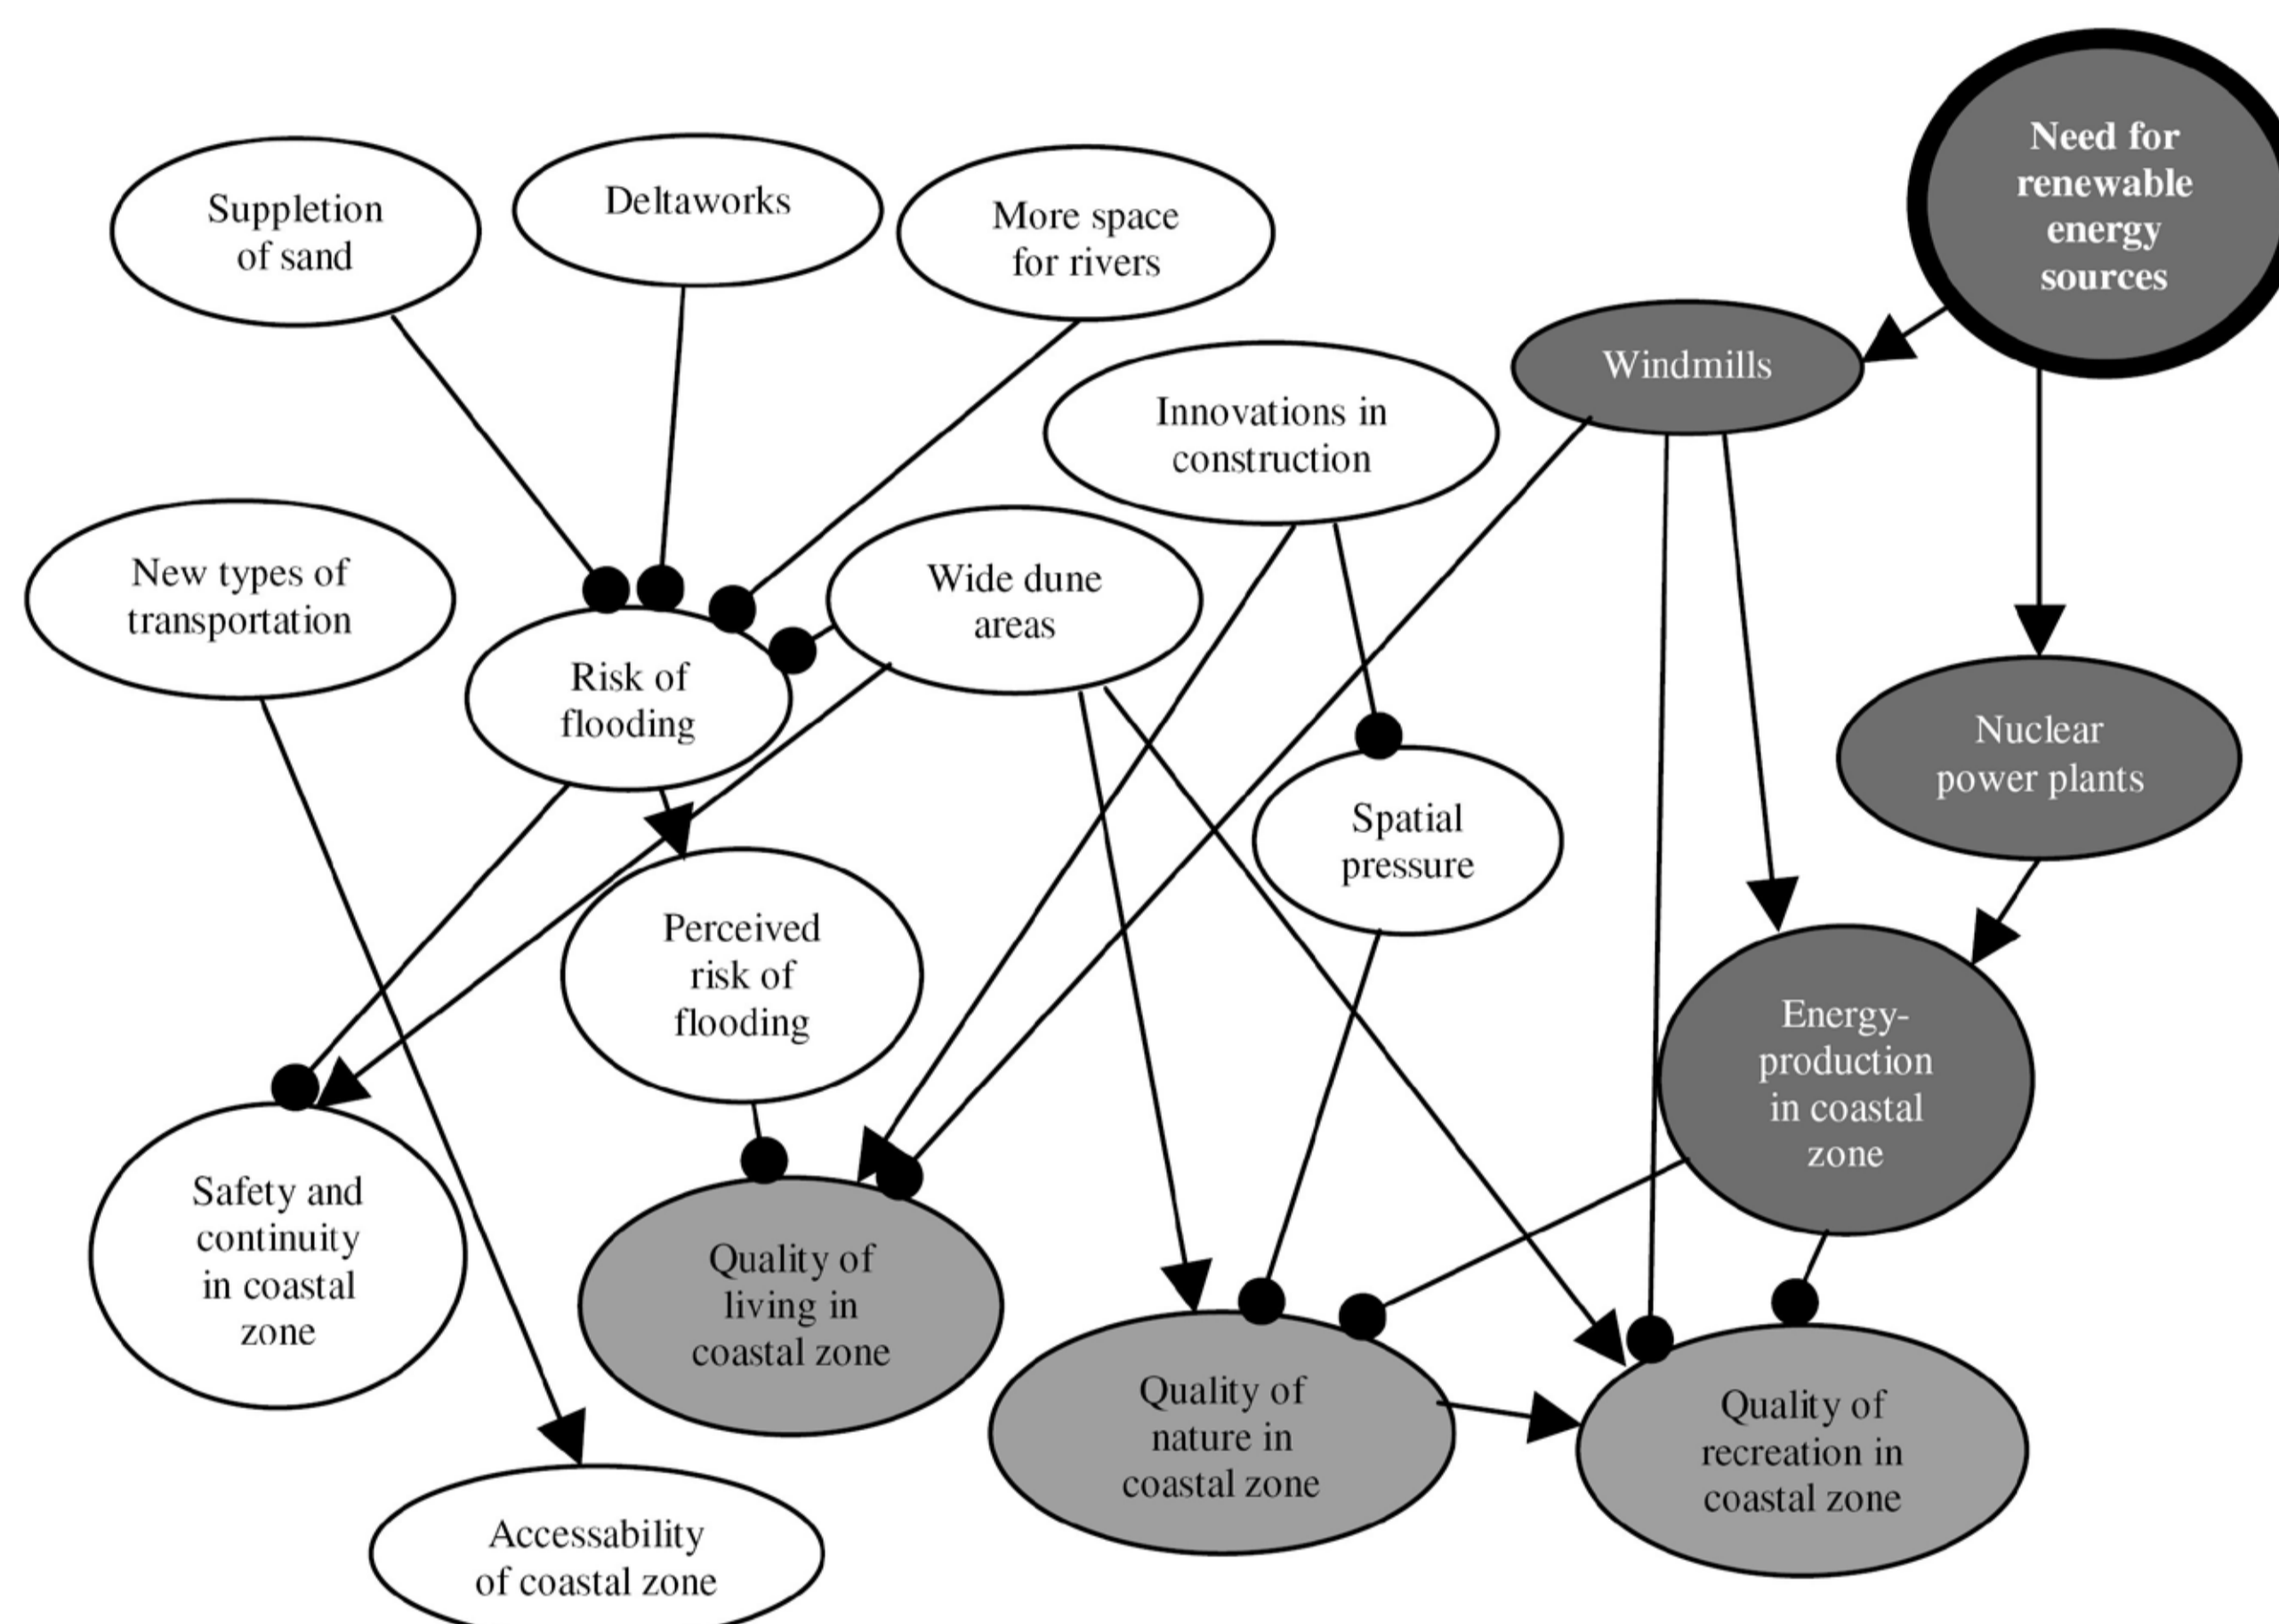 Need for
renewable
energy
sources
Suppletion
of sand
Deltaworks
More space
for rivers
Windmills
Innovations in
construction
New types of
transportation
Wide dune
areas
Risk of
flooding
Nuclear
power plants
Spatial
pressure
Perceived
risk of
flooding
Energy-
production
in coastal
zone
Safety and
continuity
in coastal
zone
Quality of
living in
coastal zone
Quality of
nature in
coastal zone
Quality of
recreation in
coastal zone
Accessability
of coastal zone